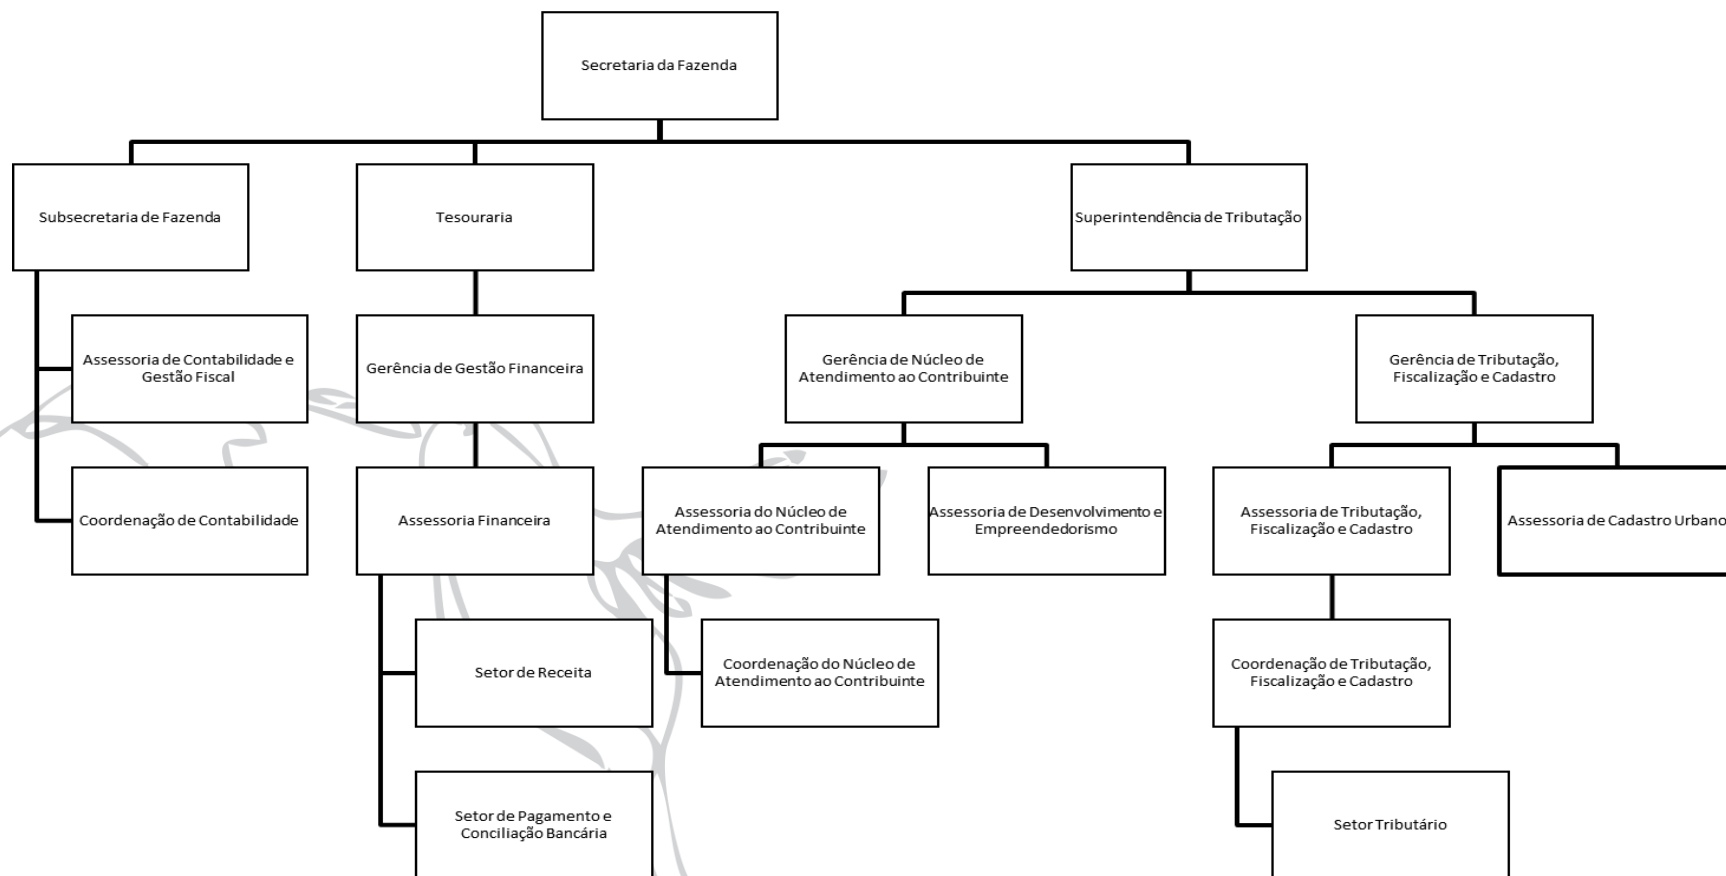 Secretaria da Fazenda
Subsecretaria de Fazenda
Tesouraria
Superintendência de Tributação
Assessoria de Contabilidade e
Gestão Fiscal
Gerência de Gestão Financeira
Gerência de Núcleo de
Atendimento ao Contribuinte
Gerência de Tributação,
Fiscalização e Cadastro
Coordenação de Contabilidade
Assessoria Financeira
Assessoria do Núcleo de
Atendimento ao Contribuinte
Assessoria de Desenvolvimento e
Empreendedorismo
Assessoria de Tributação,
Fiscalização e Cadastro
Assessoria de Cadastro Urbano
Setor de Receita
Coordenação do Núcleo de
Atendimento ao Contribuinte
Coordenação de Tributação,
Fiscalização e Cadastro
Setor de Pagamento e
Conciliação Bancária
Setor Tributário